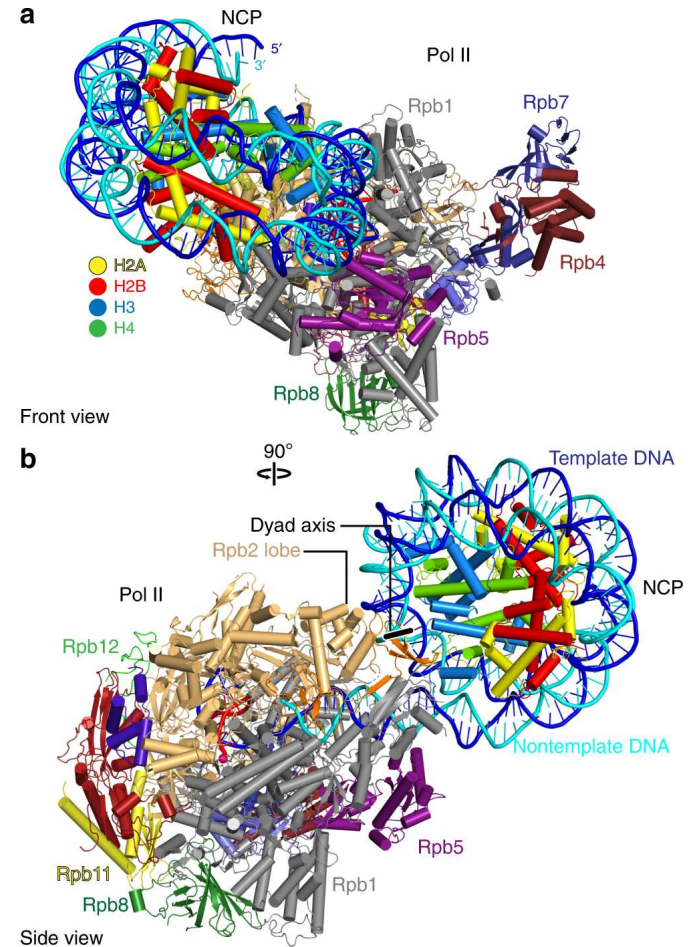 a
NCP
5′
3′
Pol II
Rpb1
Rpb7
Rpb4
H2A
H2B
H3
H4
Rpb5
Rpb8
Front view
b
90°
Template DNA
Dyad axis
Rpb2 lobe
Pol II
NCP
Rpb12
Nontemplate DNA
Rpb5
Rpb11
Rpb1
Rpb8
Side view